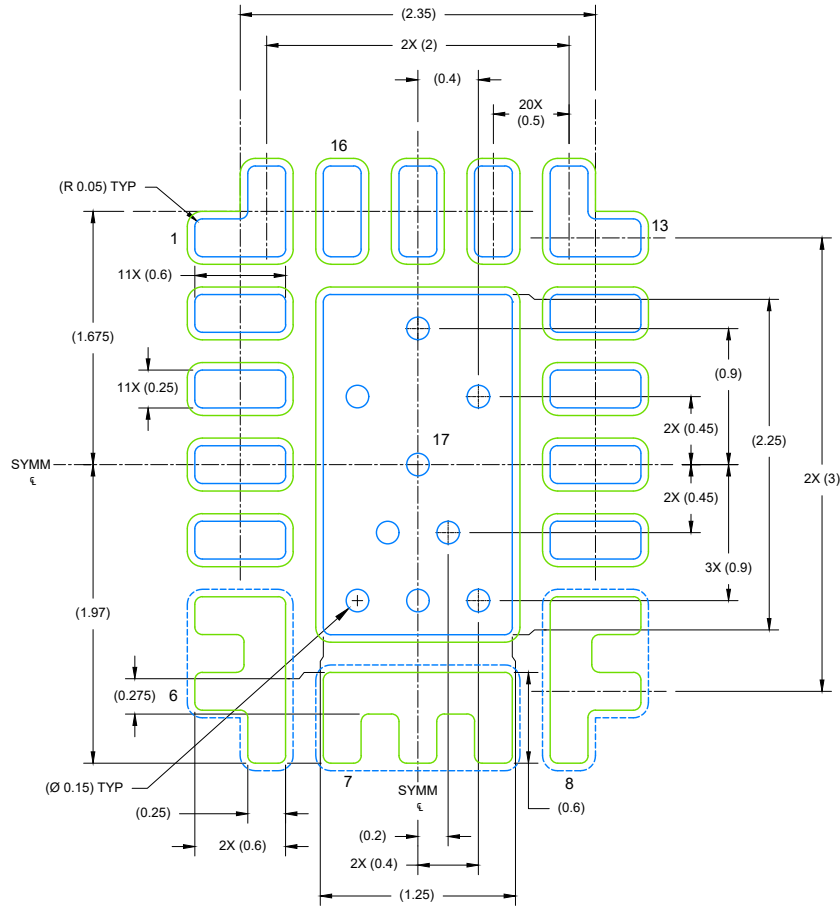 (2.35)
2X (2)
(0.4)
20X
(0.5)
16
(R 0.05) TYP
1
13
11X (0.6)
(1.675)
(0.9)
11X (0.25)
2X (0.45)
17
(2.25)
SYMM
℄
2X (3)
2X (0.45)
3X (0.9)
(1.97)
(0.275)
6
(Ø 0.15) TYP
7
SYMM
℄
8
(0.25)
(0.6)
(0.2)
2X (0.6)
2X (0.4)
(1.25)